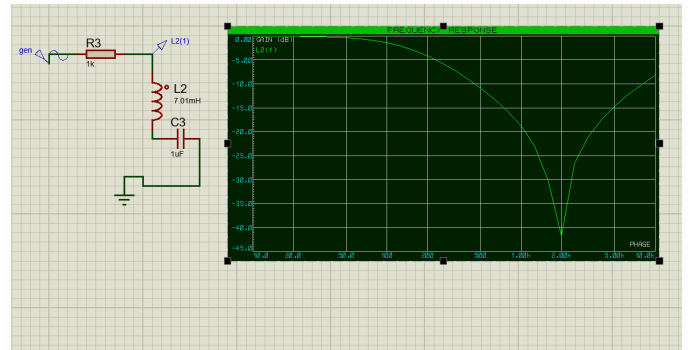 gen
R3
1k
L2(1)
L2
7.01mH
C3
1uF
FREQUENCY RESPONSE
GAIN (dB)
L2(1)
0.00
-5.00
-10.0
-15.0
-20.0
-25.0
-30.0
-35.0
-40.0
-45.0
PHASE
10.0 20.0 50.0 100 200 500 1.00k 2.00k 5.00k 10.0k